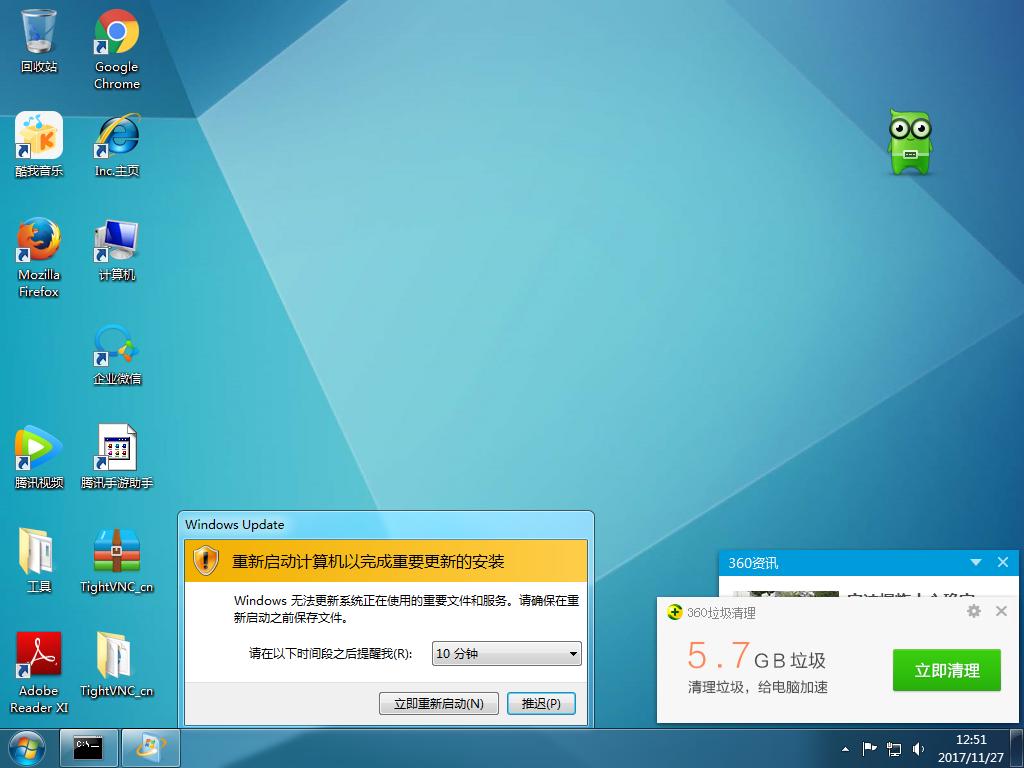 回收站
Google
Chrome
酷我音乐
Inc.主页
Mozilla
Firefox
计算机
企业微信
腾讯视频
腾讯手游助手
工具
TightVNC_cn
Adobe
Reader XI
TightVNC_cn
Windows Update
重新启动计算机以完成重要更新的安装
Windows 无法更新系统正在使用的重要文件和服务。请确保在重
新启动之前保存文件。
请在以下时间段之后提醒我(R):
10 分钟
立即重新启动(N)
推迟(P)
360资讯
360垃圾清理
5.7GB垃圾
清理垃圾，给电脑加速
立即清理
C:\_
12:51
2017/11/27